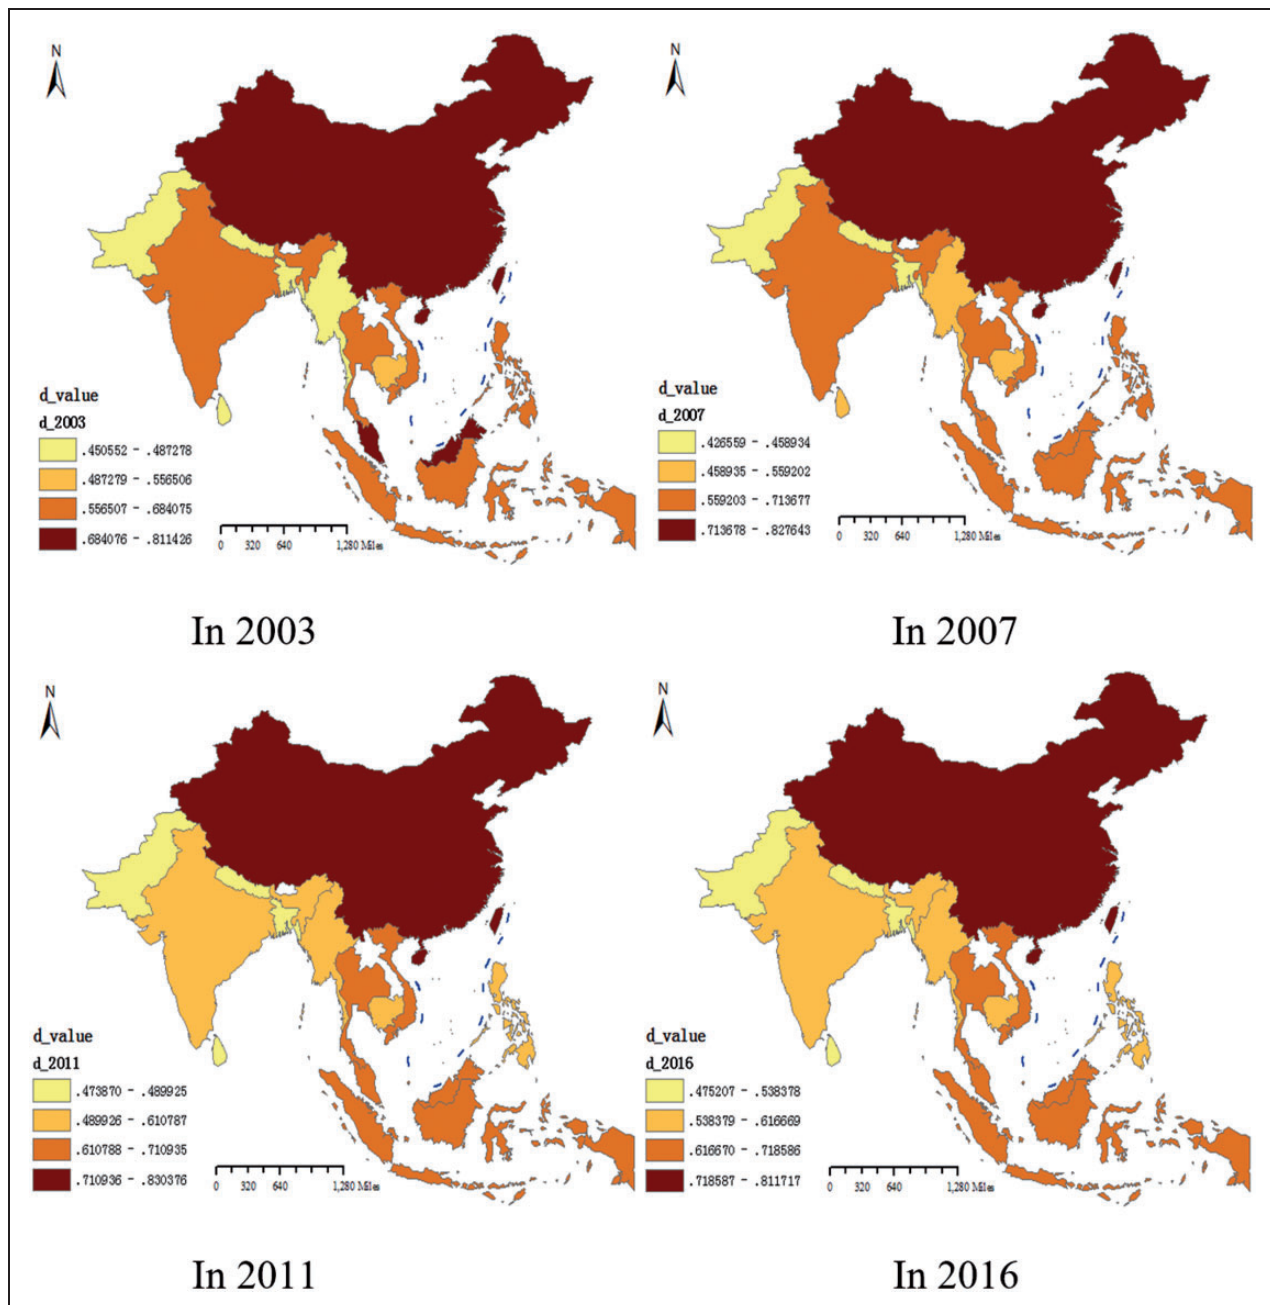 N
d_value
d_2003
.450552 - .487278
.487279 - .556506
.556507 - .684075
.684076 - .811426
0 320 640 1,280 Miles
In 2003
N
d_value
d_2007
.426559 - .458934
.458935 - .559202
.559203 - .713677
.713678 - .827643
0 320 640 1,280 Miles
In 2007
N
d_value
d_2011
.473870 - .489925
.489926 - .610787
.610788 - .710935
.710936 - .830376
0 320 640 1,280 Miles
In 2011
N
d_value
d_2016
.475207 - .538378
.538379 - .616669
.616670 - .718586
.718587 - .811717
0 320 640 1,280 Miles
In 2016